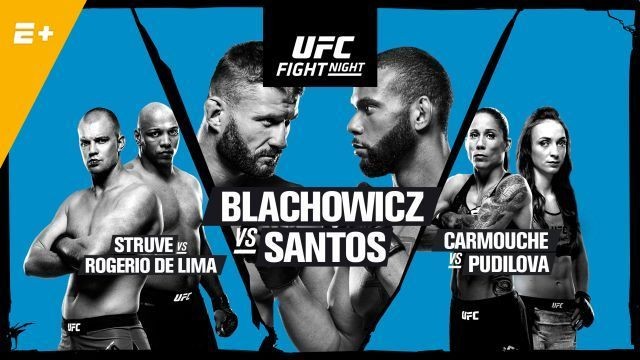 E+
UFC
FIGHT NIGHT
BLACHOWICZ
VS SANTOS
STRUVE VS
ROGERIO DE LIMA
CARMOUCHE
VS PUDILOVA
UFC
UFC
UFC
UFC